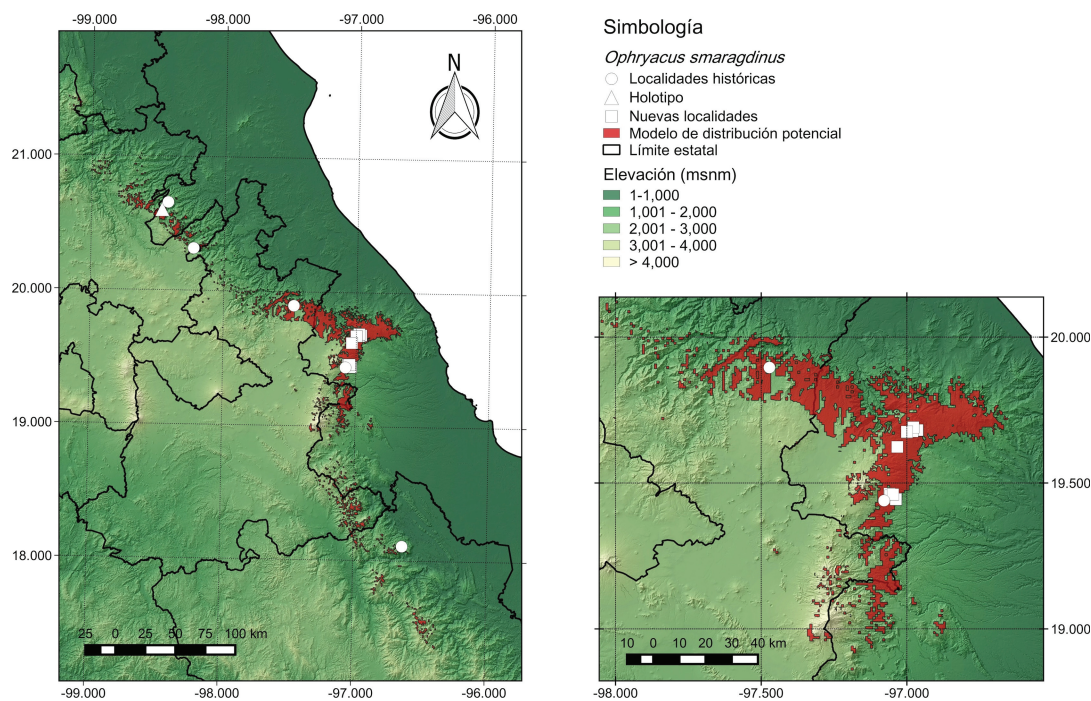 -99.000 -98.000 -97.000 -96.000
N
21.000
20.000
19.000
18.000
25 0 25 50 75 100 km
-99.000 -98.000 -97.000 -96.000
Simbología
Ophryacus smaragdinus
Localidades históricas
Holotipo
Nuevas localidades
Modelo de distribución potencial
Límite estatal
Elevación (msnm)
1-1,000
1,001 - 2,000
2,001 - 3,000
3,001 - 4,000
> 4,000
20.000
19.500
19.000
10 0 10 20 30 40 km
-98.000 -97.500 -97.000